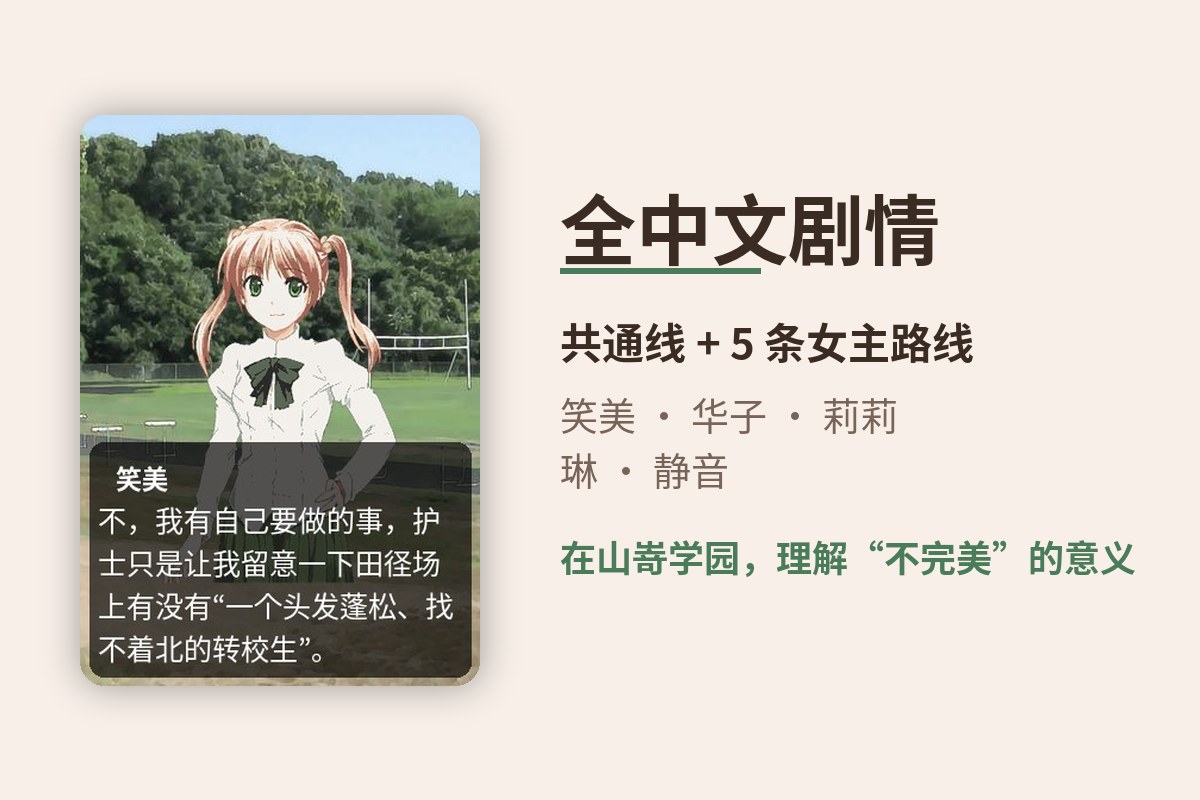 全中文剧情
共通线 + 5 条女主路线
笑美 · 华子 · 莉莉
琳 · 静音
在山嵜学园，理解“不完美”的意义
笑美
不，我有自己要做的事，护
士只是让我留意一下田径场
上有没有“一个头发蓬松、找
不着北的转校生”。